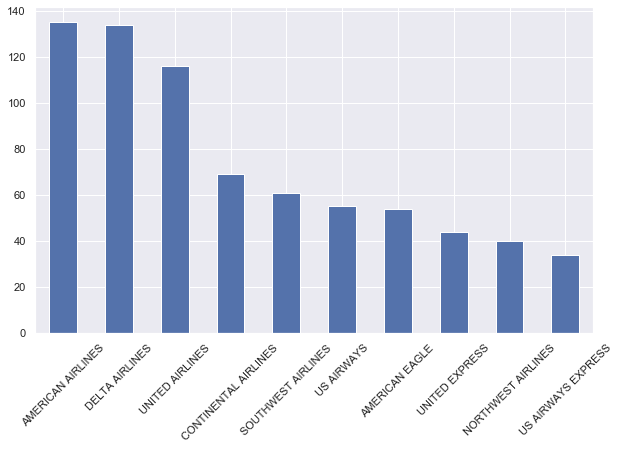 140
120
100
80
60
40
20
0
AMERICAN AIRLINES
DELTA AIRLINES
UNITED AIRLINES
CONTINENTAL AIRLINES
SOUTHWEST AIRLINES
US AIRWAYS
AMERICAN EAGLE
UNITED EXPRESS
NORTHWEST AIRLINES
US AIRWAYS EXPRESS